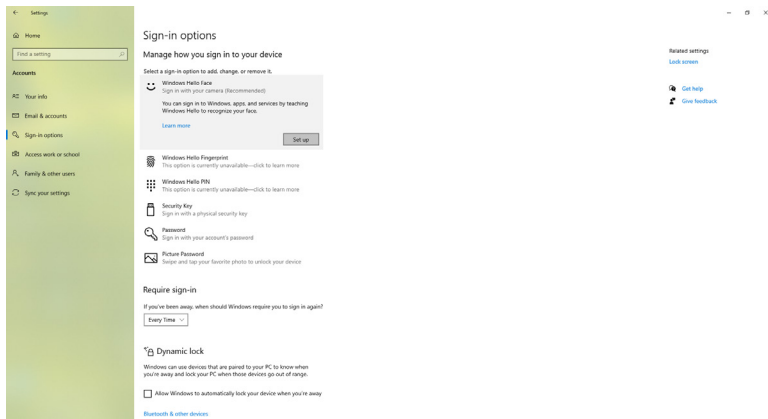 Settings
Home
Find a setting
Accounts
Your info
Email & accounts
Sign-in options
Access work or school
Family & other users
Sync your settings
Sign-in options
Manage how you sign in to your device
Select a sign-in option to add, change, or remove it.
Windows Hello Face
Sign in with your camera (Recommended)
You can sign in to Windows, apps, and services by teaching
Windows Hello to recognize your face.
Learn more
Set up
Windows Hello Fingerprint
This option is currently unavailable—click to learn more
Windows Hello PIN
This option is currently unavailable—click to learn more
Security Key
Sign in with a physical security key
Password
Sign in with your account's password
Picture Password
Swipe and tap your favorite photo to unlock your device
Require sign-in
If you've been away, when should Windows require you to sign in again?
Every Time
Dynamic lock
Windows can use devices that are paired to your PC to know when
you're away and lock your PC when those devices go out of range.
Allow Windows to automatically lock your device when you're away
Bluetooth & other devices
Related settings
Lock screen
Get help
Give feedback